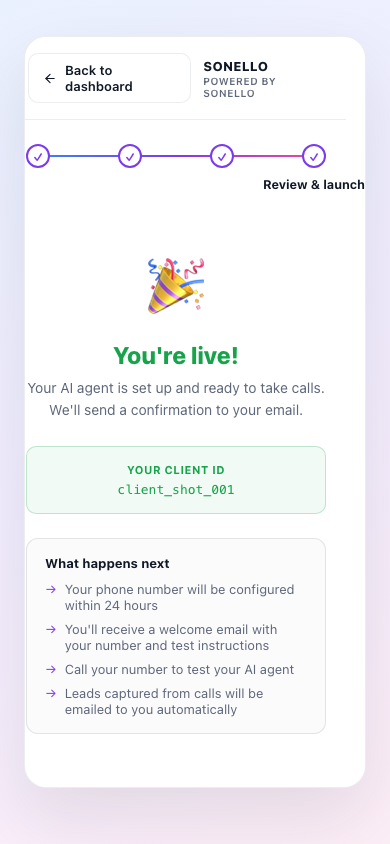 ← Back to
dashboard
SONELLO
POWERED BY
SONELLO
Review & launch
You're live!
Your AI agent is set up and ready to take calls.
We'll send a confirmation to your email.
YOUR CLIENT ID
client_shot_001
What happens next
→ Your phone number will be configured
within 24 hours
→ You'll receive a welcome email with
your number and test instructions
→ Call your number to test your AI agent
→ Leads captured from calls will be
emailed to you automatically